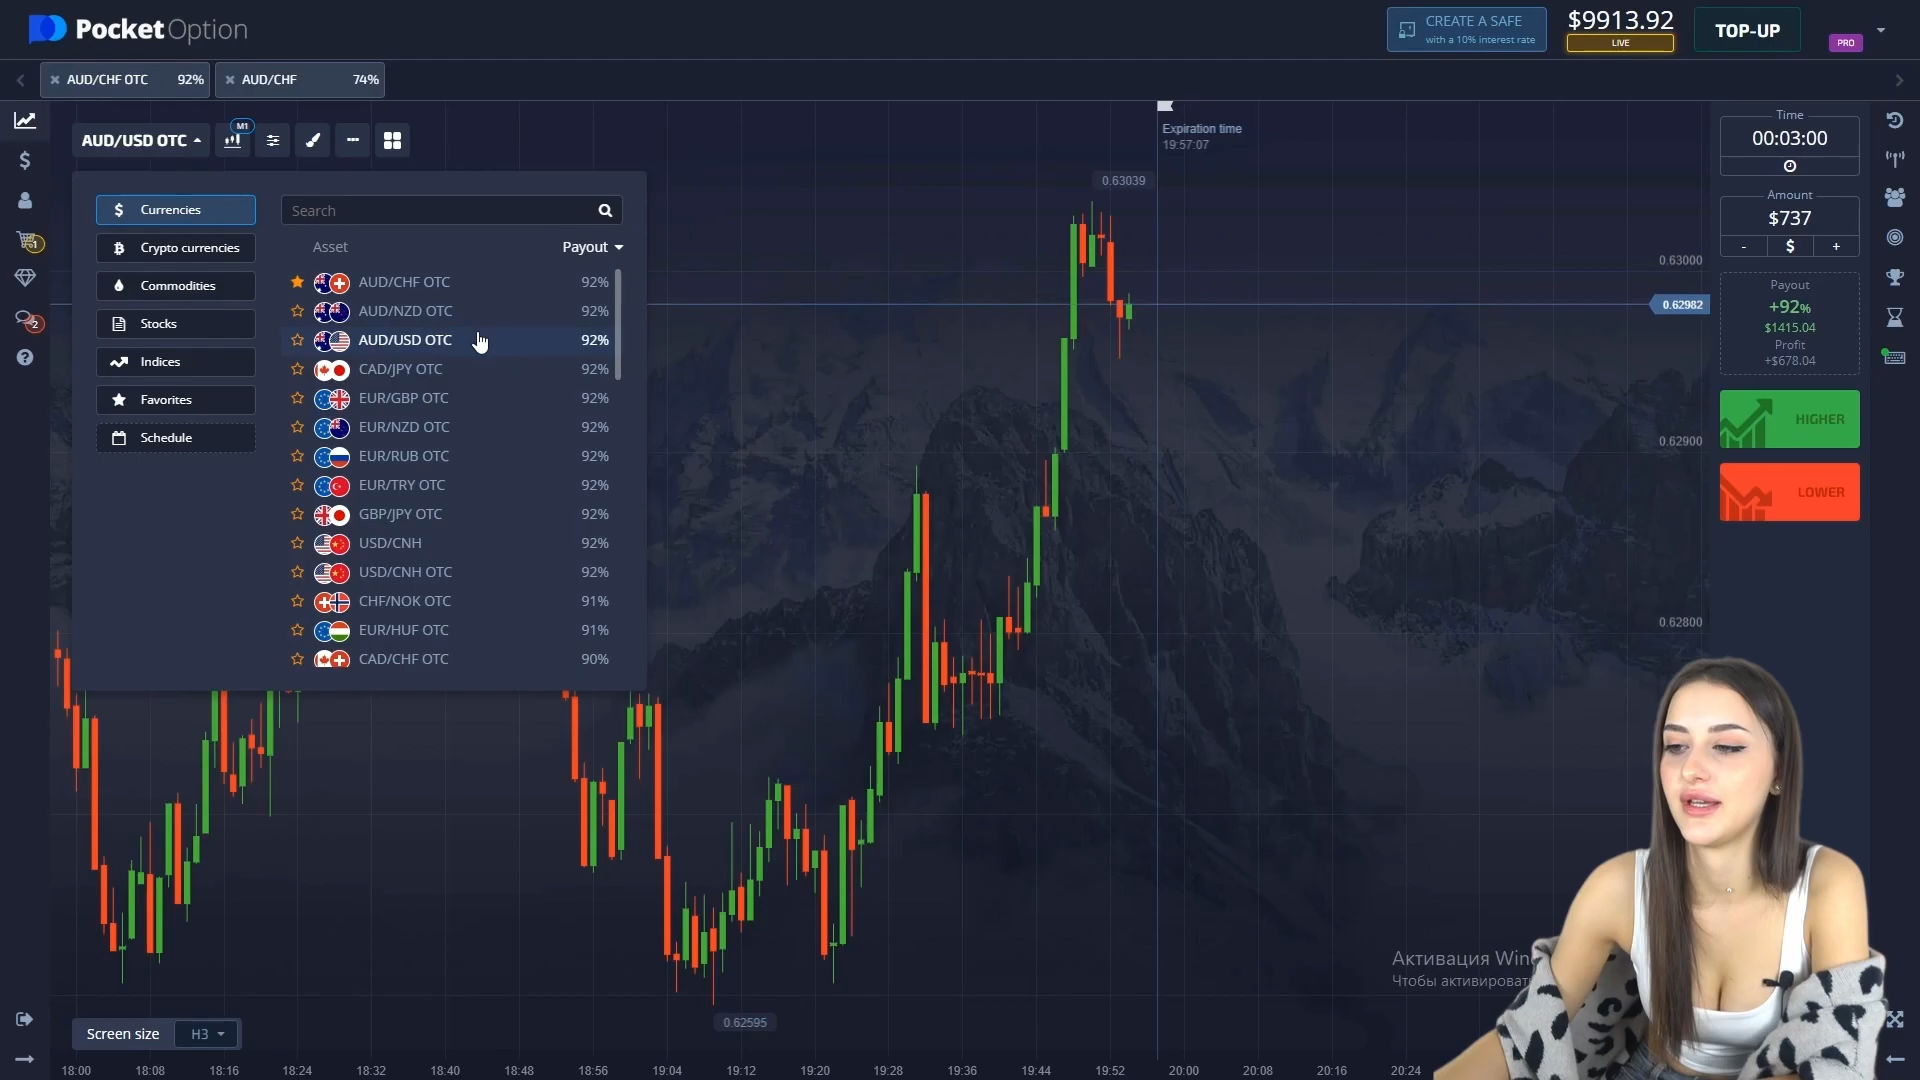 PocketOption
CREATE A SAFE
with a 10% interest rate
$9913.92
LIVE
TOP-UP
PRO
AUD/CHF OTC 92%
AUD/CHF 74%
AUD/USD OTC
M1
Expiration time
19:57:07
Time
00:03:00
Amount
$737
- $ +
Payout
+92%
$1415.04
Profit
+$678.04
HIGHER
LOWER
Currencies
Crypto currencies
Commodities
Stocks
Indices
Favorites
Schedule
Search
Asset Payout
AUD/CHF OTC 92%
AUD/NZD OTC 92%
AUD/USD OTC 92%
CAD/JPY OTC 92%
EUR/GBP OTC 92%
EUR/NZD OTC 92%
EUR/RUB OTC 92%
EUR/TRY OTC 92%
GBP/JPY OTC 92%
USD/CNH 92%
USD/CNH OTC 92%
CHF/NOK OTC 91%
EUR/HUF OTC 91%
CAD/CHF OTC 90%
1
2
0.63039
0.63000
0.62982
0.62900
0.62800
0.62595
Активация Win
Чтобы активироват
Screen size H3
18:00 18:08 18:16 18:24 18:32 18:40 18:48 18:56 19:04 19:12 19:20 19:28 19:36 19:44 19:52 20:00 20:08 20:16 20:24